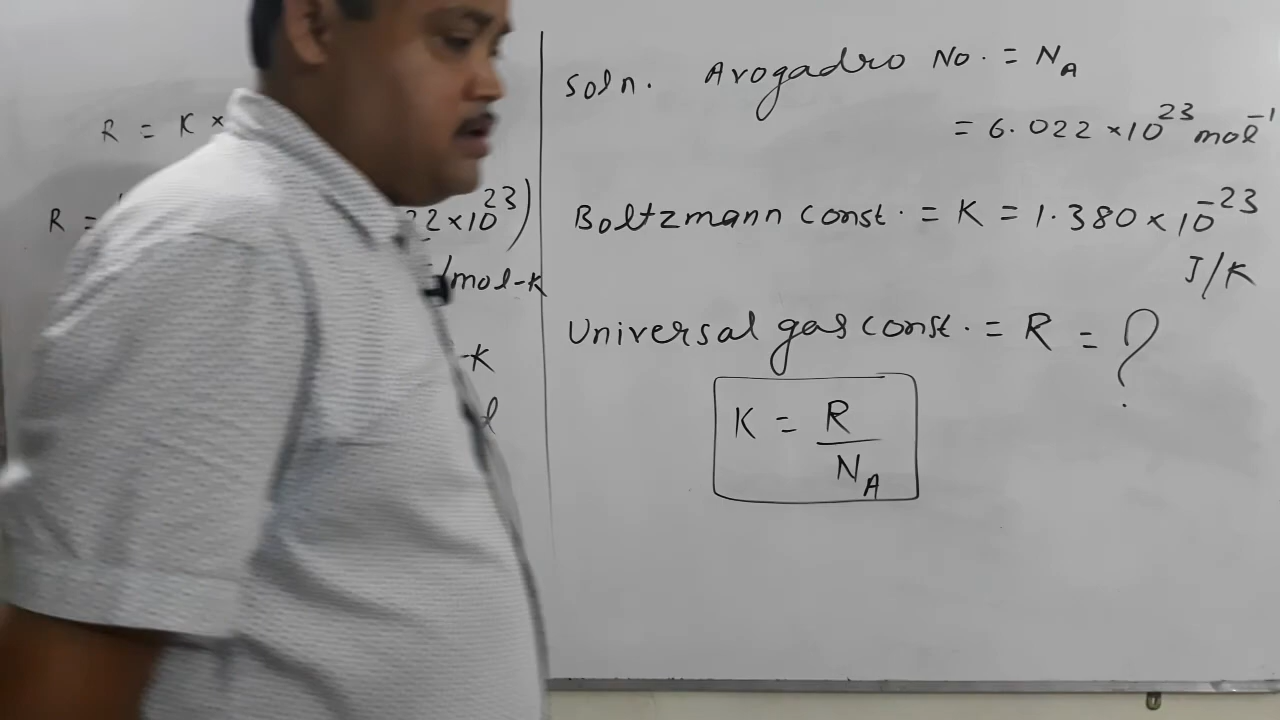 R = K ×
R =
22 × 10^23)
/mol-K
-K
Soln. Avogadro No. = N_A
= 6.022 × 10^23 mol^-1
Boltzmann const. = K = 1.380 × 10^-23
J/K
Universal gas const. = R = ?
K = R / N_A